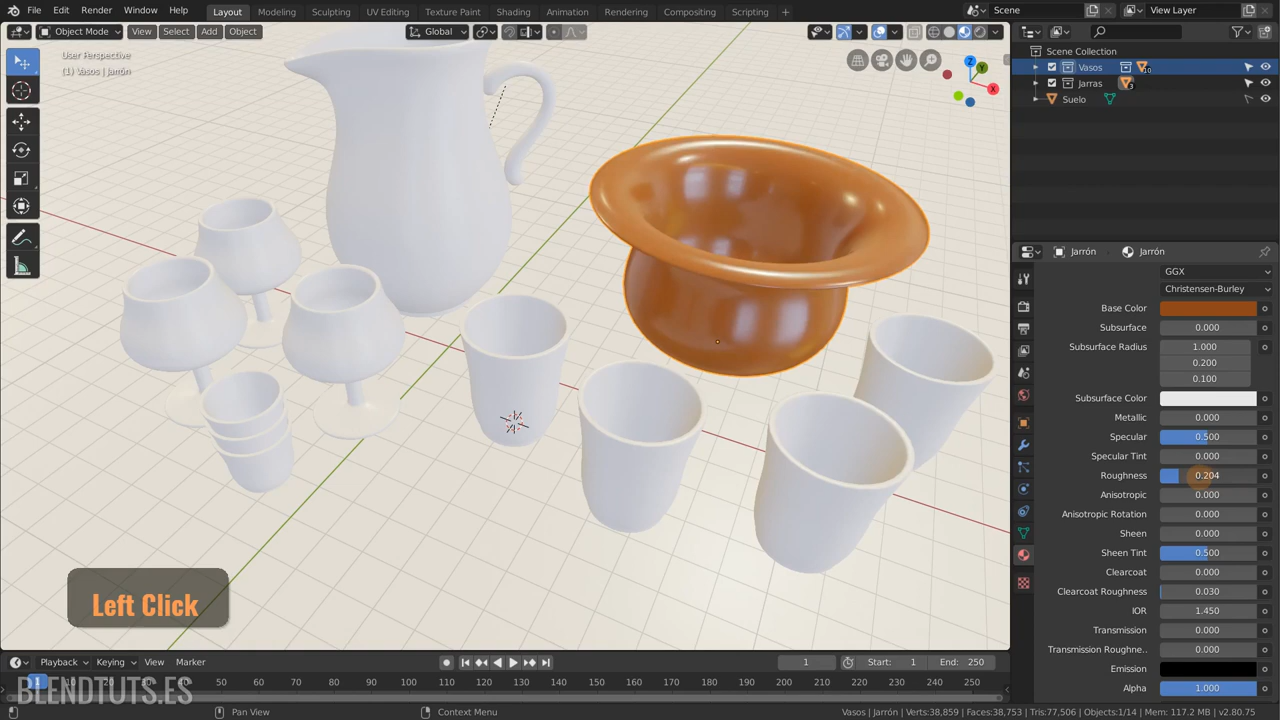 File Edit Render Window Help Layout Modeling Sculpting UV Editing Texture Paint Shading Animation Rendering Compositing Scripting + Scene View Layer
Object Mode View Select Add Object Global
User Perspective
(1) Vasos | Jarrón
Z
Y
X
Scene Collection
Vasos 10
Jarras 3
Suelo
Jarrón Jarrón
GGX
Christensen-Burley
Base Color
Subsurface 0.000
Subsurface Radius 1.000
0.200
0.100
Subsurface Color
Metallic 0.000
Specular 0.500
Specular Tint 0.000
Roughness 0.204
Anisotropic 0.000
Anisotropic Rotation 0.000
Sheen 0.000
Sheen Tint 0.500
Clearcoat 0.000
Clearcoat Roughness 0.030
IOR 1.450
Transmission 0.000
Transmission Roughne.. 0.000
Emission
Alpha 1.000
Left Click
Playback Keying View Marker 1 Start: 1 End: 250
1 10 20 30 40 50 60 70 80 90 100 110 120 130 140 150 160 170 180 190 200 210 220 230 240 250
BLENDTUTS.ES
Pan View Context Menu Vasos | Jarrón | Verts:38,859 | Faces:38,753 | Tris:77,506 | Objects:1/14 | Mem: 117.2 MB | v2.80.75